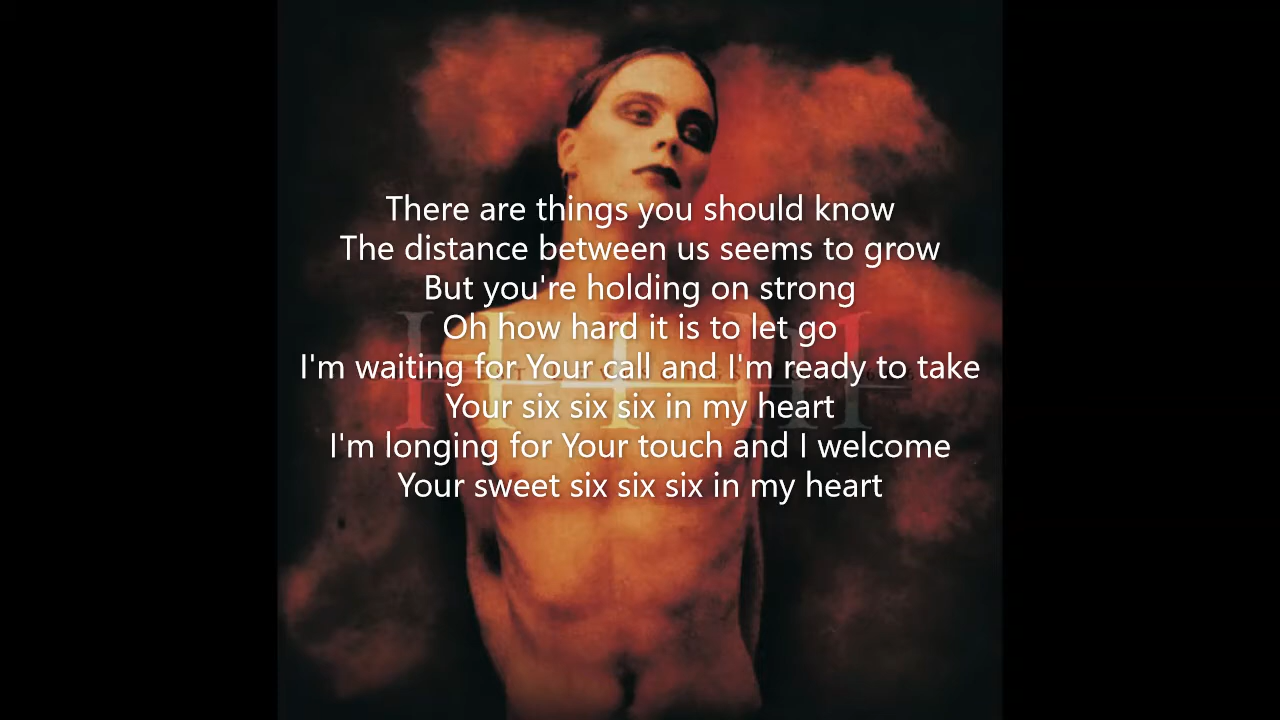 There are things you should know
The distance between us seems to grow
But you're holding on strong
Oh how hard it is to let go
I'm waiting for Your call and I'm ready to take
Your six six six in my heart
I'm longing for Your touch and I welcome
Your sweet six six six in my heart
HIM